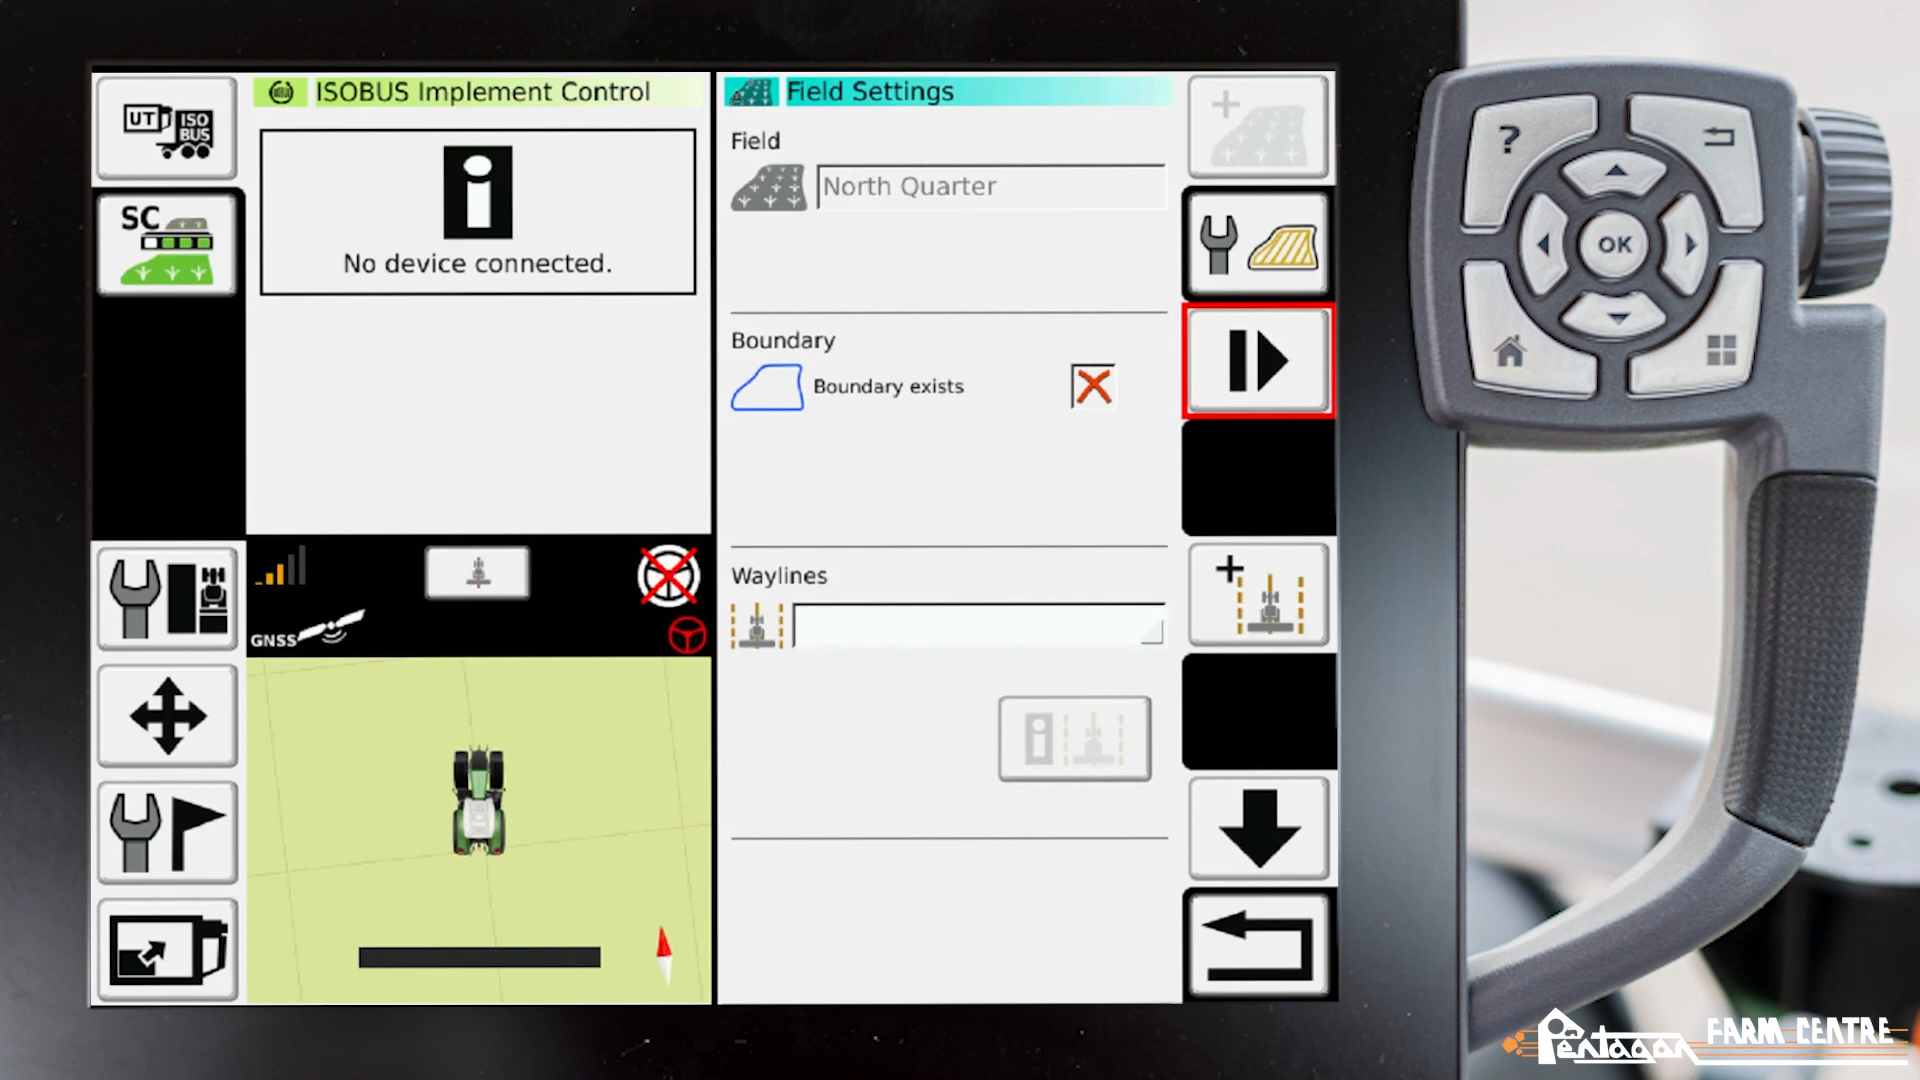 UT
ISO
BUS
SC
ISOBUS Implement Control
No device connected.
GNSS
Field Settings
Field
North Quarter
Boundary
Boundary exists
Waylines
?
OK
Pentagon FARM CENTRE